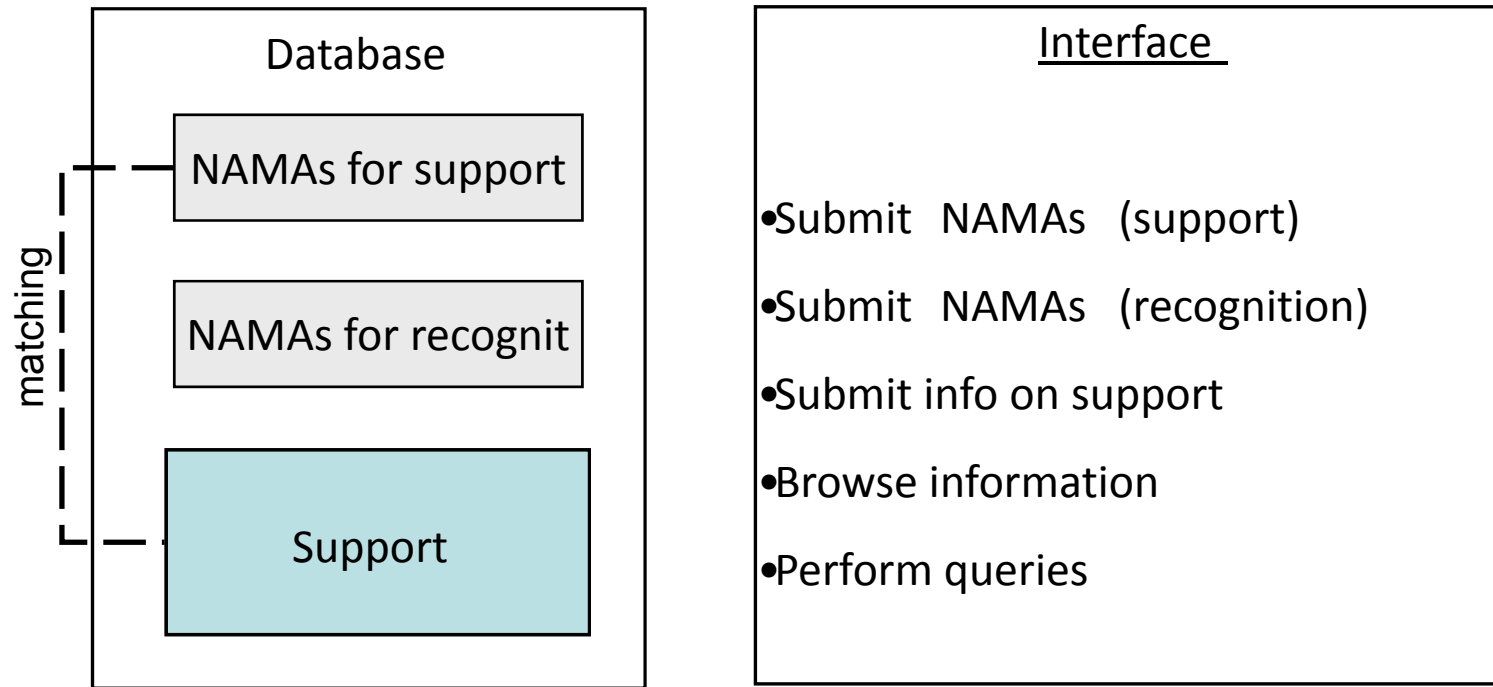 Database
NAMAs for support
NAMAs for recognit
Support
matching
Interface
•Submit NAMAs (support)
•Submit NAMAs (recognition)
•Submit info on support
•Browse information
•Perform queries